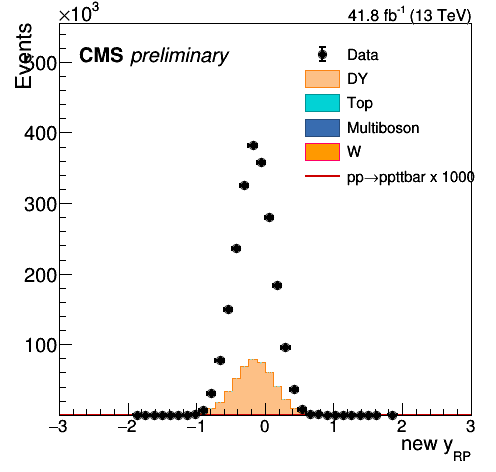 ×10³
41.8 fb⁻¹ (13 TeV)
Events
CMS preliminary
Data
DY
Top
Multiboson
W
pp→ppttbar x 1000
500
400
300
200
100
−3 −2 −1 0 1 2 3
new y_RP